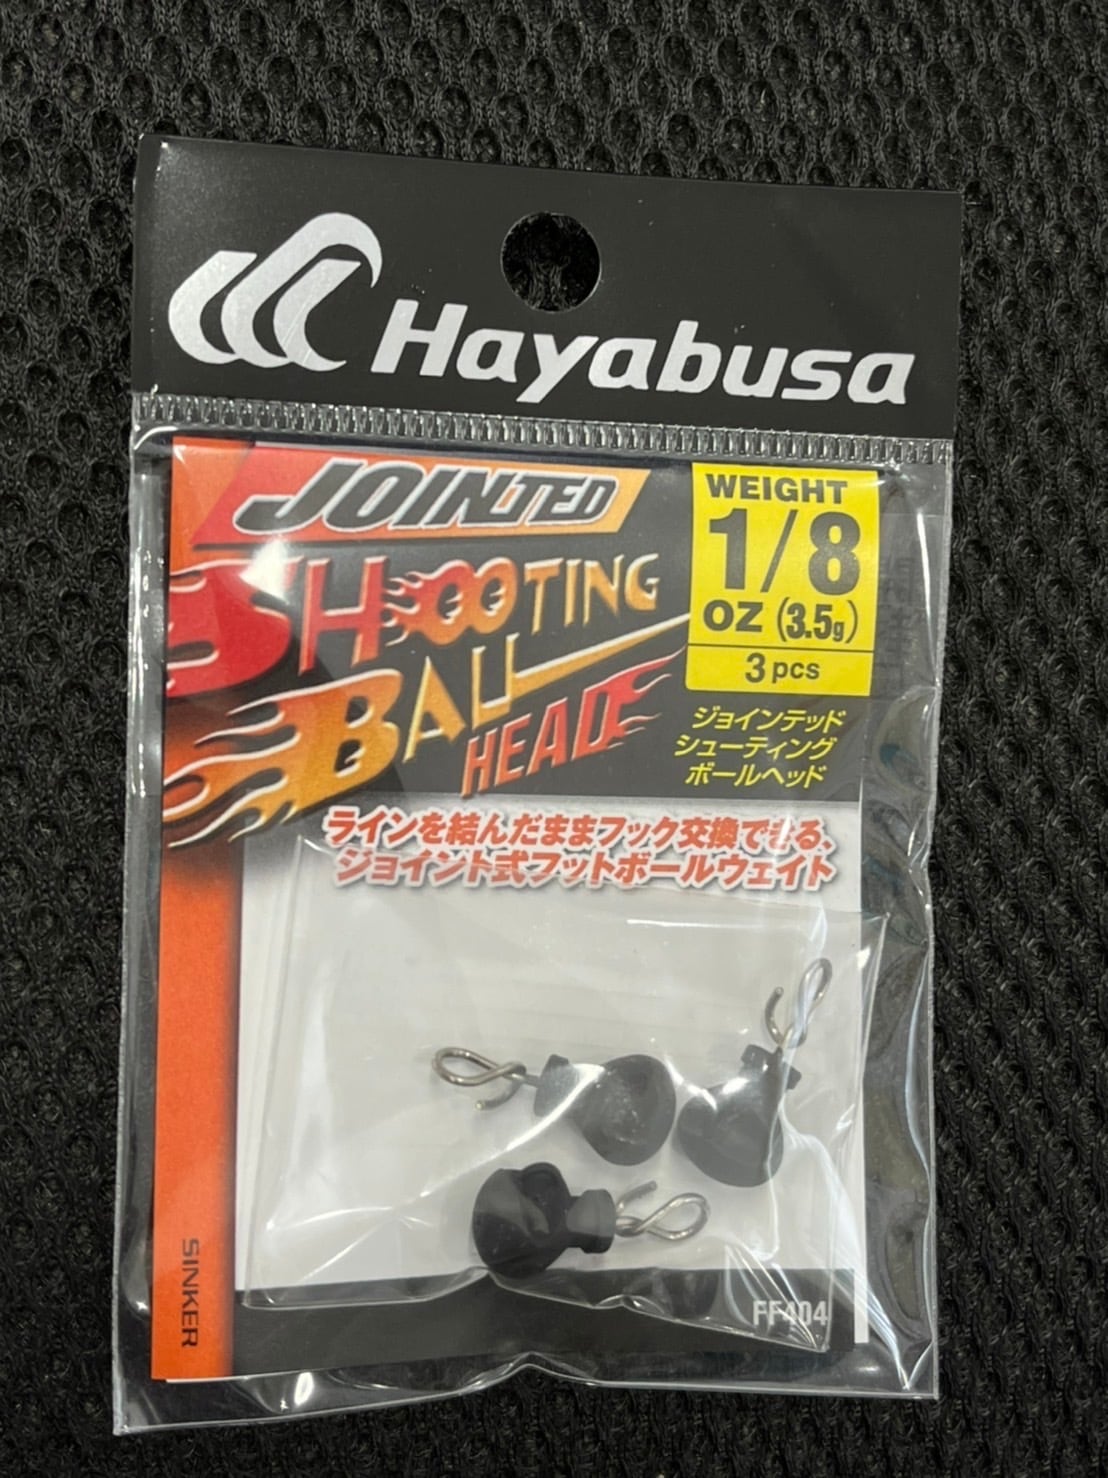 Hayabusa
JOINTED
SHOOTING
BALL
HEAD
WEIGHT
1/8
OZ (3.5g)
3 pcs
ジョインテッド
シューティング
ボールヘッド
ラインを結んだままフック交換できる、
ジョイント式フットボールウェイト
SINKER
FF404